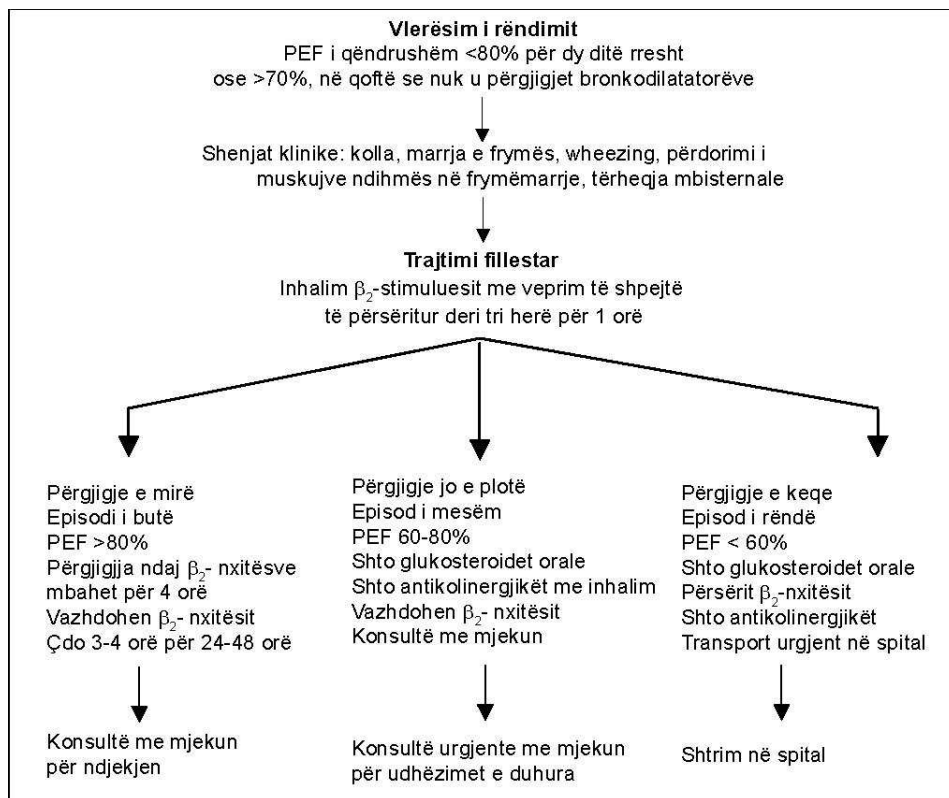 Vlerësim i rëndimit
PEF i qëndrushëm <80% për dy ditë rresht
ose >70%, në qoftë se nuk u përgjigjet bronkodilatatorëve
Shenjat klinike: kolla, marrja e frymës, wheezing, përdorimi i
muskujve ndihmës në frymëmarrje, tërheqja mbisternale
Trajtimi fillestar
Inhalim β₂-stimuluesit me veprim të shpejtë
të përsëritur deri tri herë për 1 orë
Përgjigje e mirë
Episodi i butë
PEF >80%
Përgjigjja ndaj β₂- nxitësve
mbahet për 4 orë
Vazhdohen β₂- nxitësit
Çdo 3-4 orë për 24-48 orë
Konsultë me mjekun
për ndjekjen
Përgjigje jo e plotë
Episod i mesëm
PEF 60-80%
Shto glukosteroidet orale
Shto antikolinergjikët me inhalim
Vazhdohen β₂- nxitësit
Konsultë me mjekun
Konsultë urgjente me mjekun
për udhëzimet e duhura
Përgjigje e keqe
Episod i rëndë
PEF < 60%
Shto glukosteroidet orale
Përsërit β₂-nxitësit
Shto antikolinergjikët
Transport urgjent në spital
Shtrim në spital